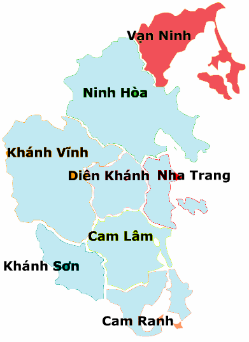 Vạn Ninh
Ninh Hòa
Khánh Vĩnh
Diên Khánh Nha Trang
Cam Lâm
Khánh Sơn
Cam Ranh